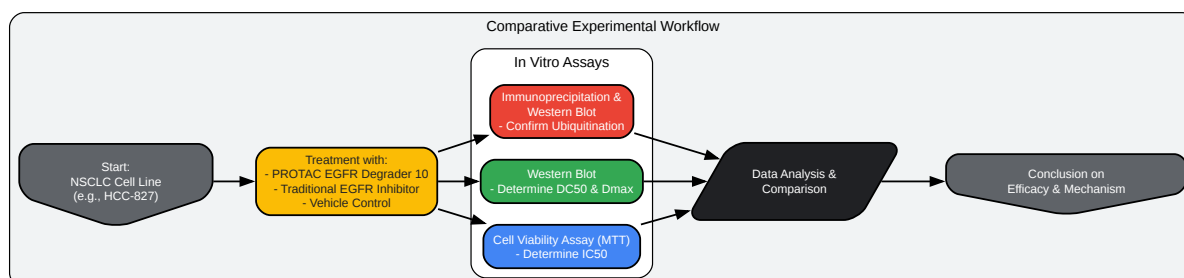 Comparative Experimental Workflow
In Vitro Assays
Start:
NSCLC Cell Line
(e.g., HCC-827)
Treatment with:
- PROTAC EGFR Degrader 10
- Traditional EGFR Inhibitor
- Vehicle Control
Immunoprecipitation &
Western Blot
- Confirm Ubiquitination
Western Blot
- Determine DC50 & Dmax
Cell Viability Assay (MTT)
- Determine IC50
Data Analysis &
Comparison
Conclusion on
Efficacy & Mechanism